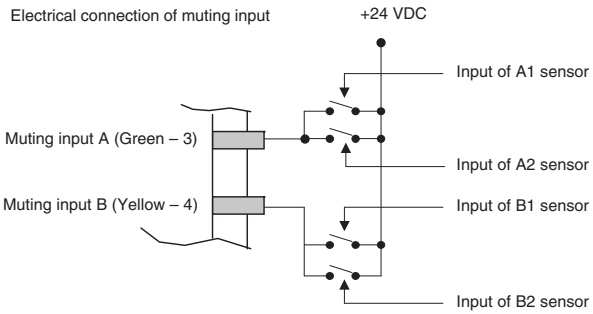 Electrical connection of muting input
+24 VDC
Input of A1 sensor
Muting input A (Green – 3)
Input of A2 sensor
Muting input B (Yellow – 4)
Input of B1 sensor
Input of B2 sensor